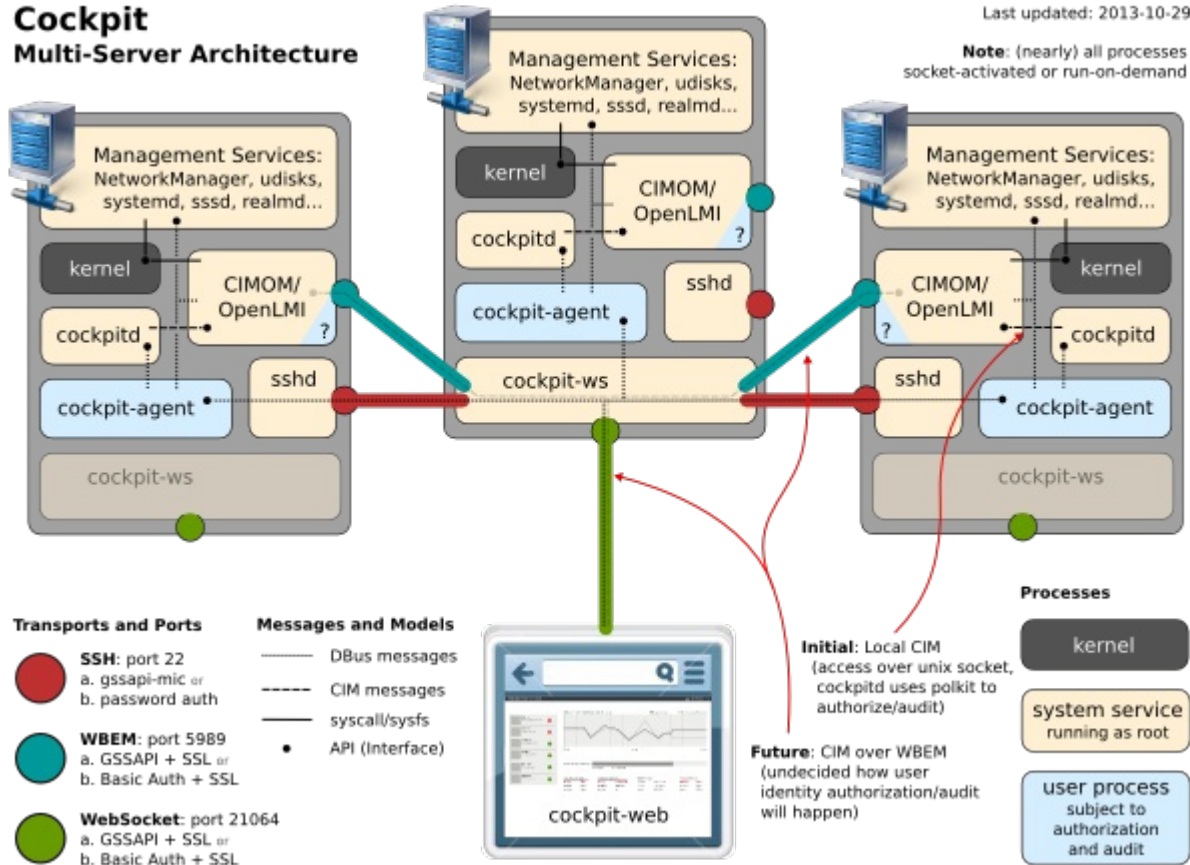 Cockpit
Multi-Server Architecture
Last updated: 2013-10-29
Note: (nearly) all processes
socket-activated or run-on-demand
Management Services:
NetworkManager, udisks,
systemd, sssd, realmd...
kernel
CIMOM/
OpenLMI
?
cockpitd
sshd
cockpit-agent
cockpit-ws
Management Services:
NetworkManager, udisks,
systemd, sssd, realmd...
kernel
CIMOM/
OpenLMI
?
cockpitd
sshd
cockpit-agent
cockpit-ws
Management Services:
NetworkManager, udisks,
systemd, sssd, realmd...
CIMOM/
OpenLMI
?
kernel
cockpitd
sshd
cockpit-agent
cockpit-ws
Transports and Ports
SSH: port 22
a. gssapi-mic or
b. password auth
WBEM: port 5989
a. GSSAPI + SSL or
b. Basic Auth + SSL
WebSocket: port 21064
a. GSSAPI + SSL or
b. Basic Auth + SSL
Messages and Models
DBus messages
CIM messages
syscall/sysfs
API (Interface)
cockpit-web
Initial: Local CIM
(access over unix socket,
cockpitd uses polkit to
authorize/audit)
Future: CIM over WBEM
(undecided how user
identity authorization/audit
will happen)
Processes
kernel
system service
running as root
user process
subject to
authorization
and audit